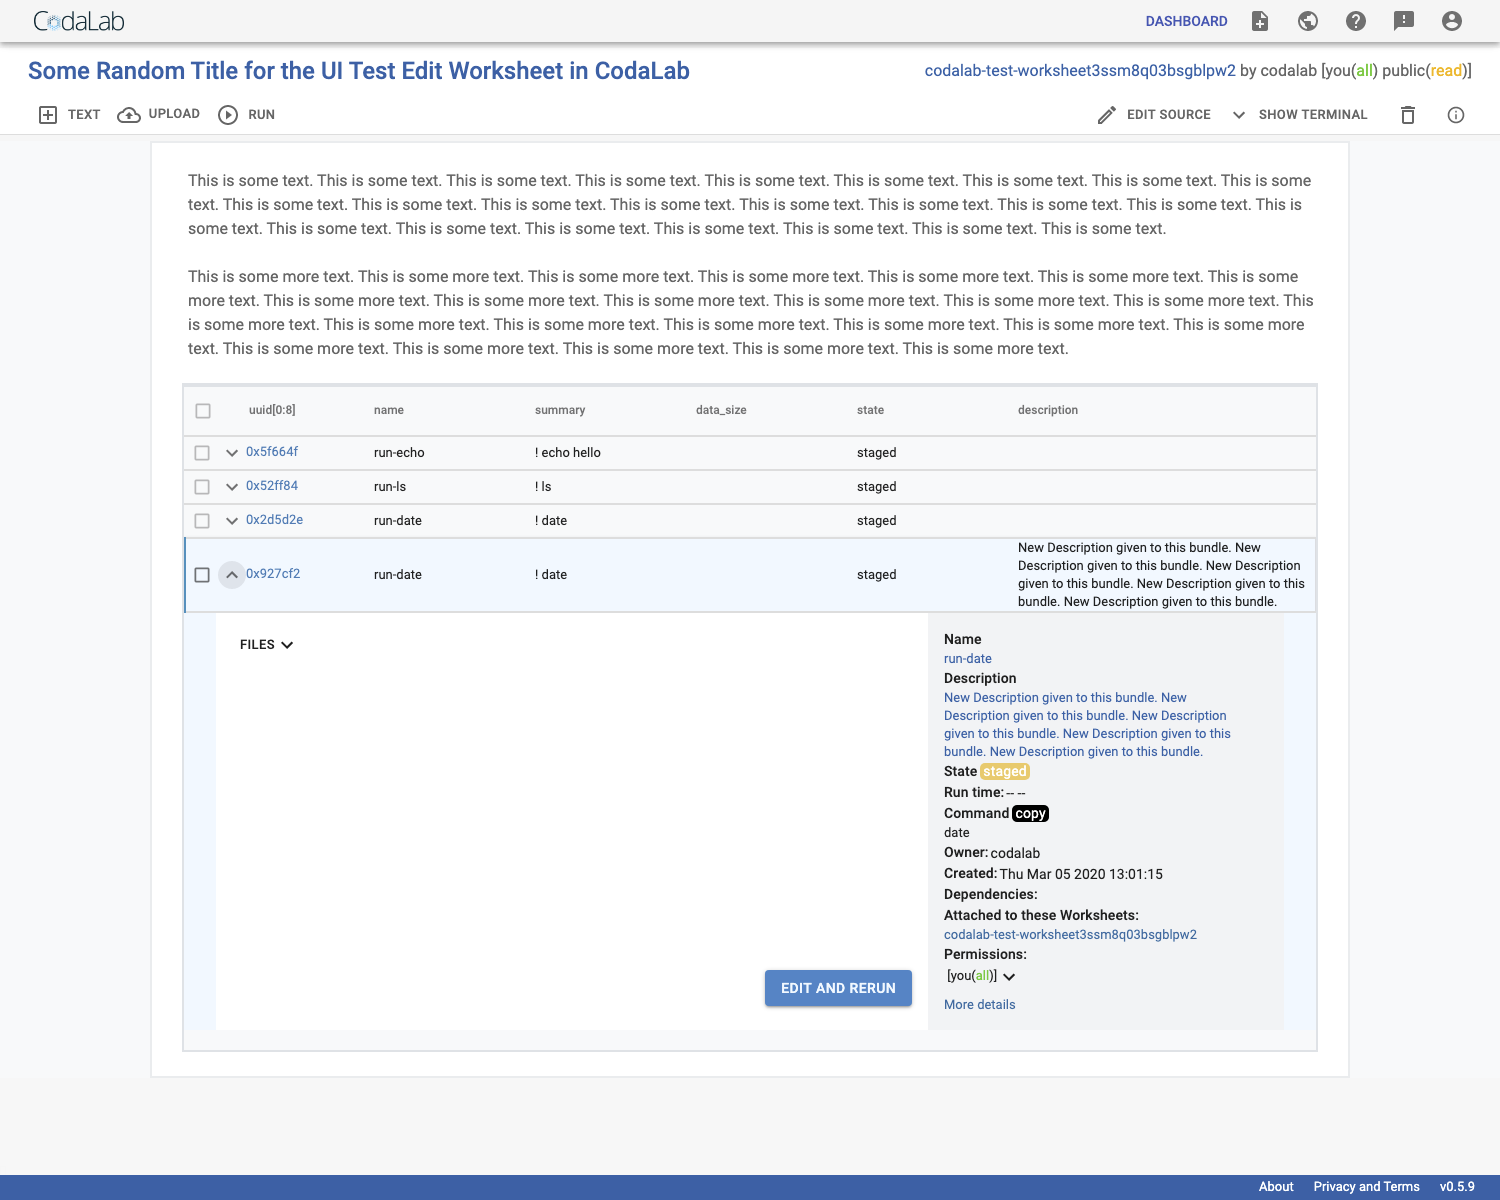 CodaLab
DASHBOARD
Some Random Title for the UI Test Edit Worksheet in CodaLab
codalab-test-worksheet3ssm8q03bsgblpw2 by codalab [you(all) public(read)]
TEXT UPLOAD RUN
EDIT SOURCE SHOW TERMINAL
This is some text. This is some text. This is some text. This is some text. This is some text. This is some text. This is some text. This is some text. This is some
text. This is some text. This is some text. This is some text. This is some text. This is some text. This is some text. This is some text. This is some text. This is
some text. This is some text. This is some text. This is some text. This is some text. This is some text. This is some text. This is some text.
This is some more text. This is some more text. This is some more text. This is some more text. This is some more text. This is some more text. This is some
more text. This is some more text. This is some more text. This is some more text. This is some more text. This is some more text. This is some more text. This
is some more text. This is some more text. This is some more text. This is some more text. This is some more text. This is some more text. This is some more
text. This is some more text. This is some more text. This is some more text. This is some more text. This is some more text.
uuid[0:8] name summary data_size state description
0x5f664f run-echo ! echo hello staged
0x52ff84 run-ls ! ls staged
0x2d5d2e run-date ! date staged
0x927cf2 run-date ! date staged
New Description given to this bundle. New
Description given to this bundle. New Description
given to this bundle. New Description given to this
bundle. New Description given to this bundle.
FILES
Name
run-date
Description
New Description given to this bundle. New
Description given to this bundle. New Description
given to this bundle. New Description given to this
bundle. New Description given to this bundle.
State staged
Run time: -- --
Command copy
date
Owner: codalab
Created: Thu Mar 05 2020 13:01:15
Dependencies:
Attached to these Worksheets:
codalab-test-worksheet3ssm8q03bsgblpw2
Permissions:
[you(all)]
More details
EDIT AND RERUN
About Privacy and Terms v0.5.9